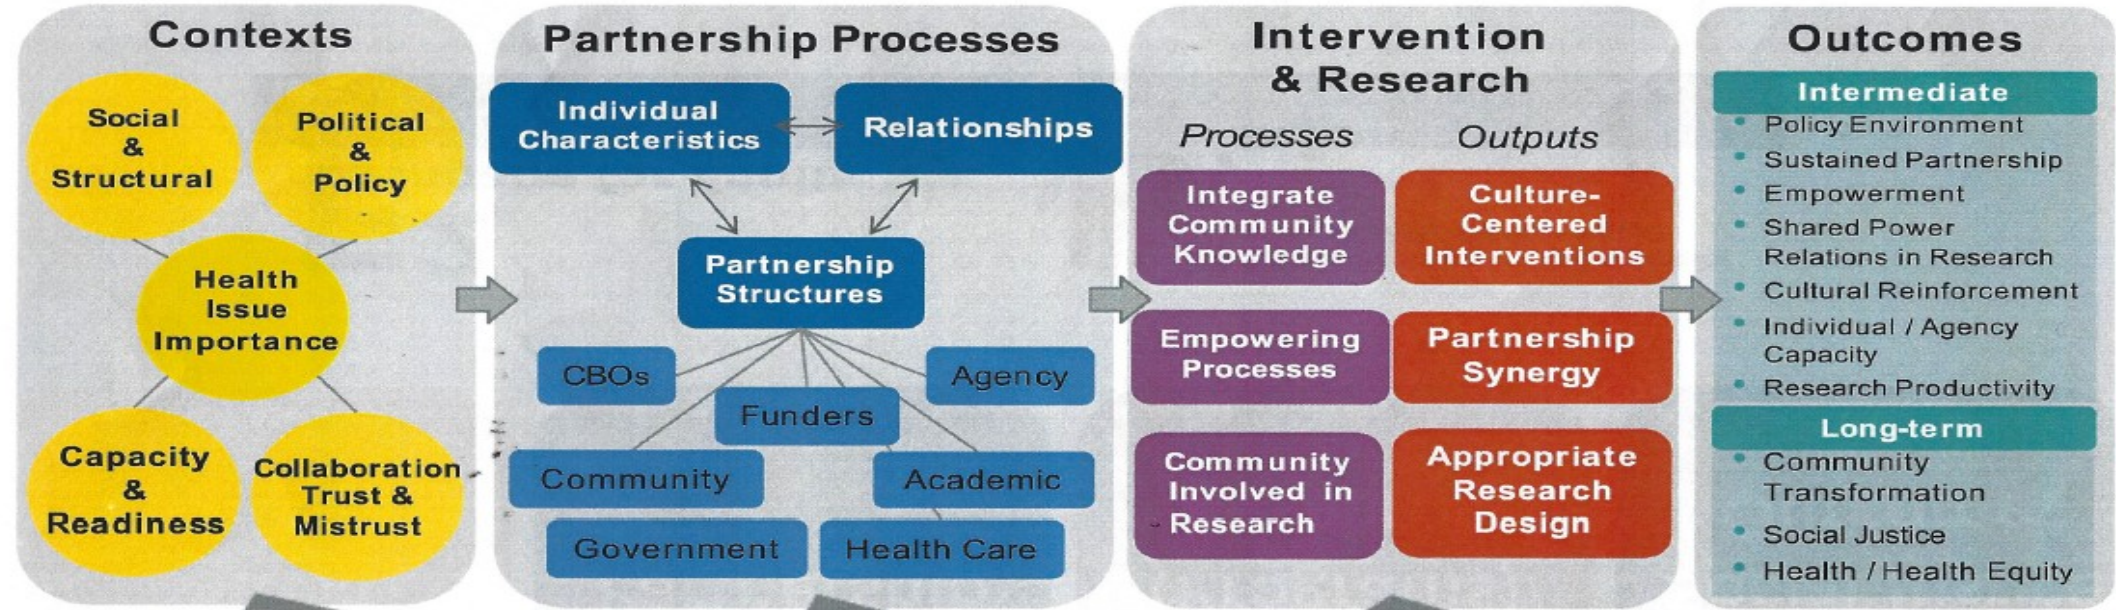 Contexts
Social
&
Structural
Political
&
Policy
Health
Issue
Importance
Capacity
&
Readiness
Collaboration
Trust &
Mistrust
Partnership Processes
Individual
Characteristics
Relationships
Partnership
Structures
CBOs
Agency
Funders
Community
Academic
Government
Health Care
Intervention
& Research
Processes
Outputs
Integrate
Community
Knowledge
Culture-
Centered
Interventions
Empowering
Processes
Partnership
Synergy
Community
Involved in
Research
Appropriate
Research
Design
Outcomes
Intermediate
• Policy Environment
• Sustained Partnership
• Empowerment
• Shared Power
Relations in Research
• Cultural Reinforcement
• Individual / Agency
Capacity
• Research Productivity
Long-term
• Community
Transformation
• Social Justice
• Health / Health Equity